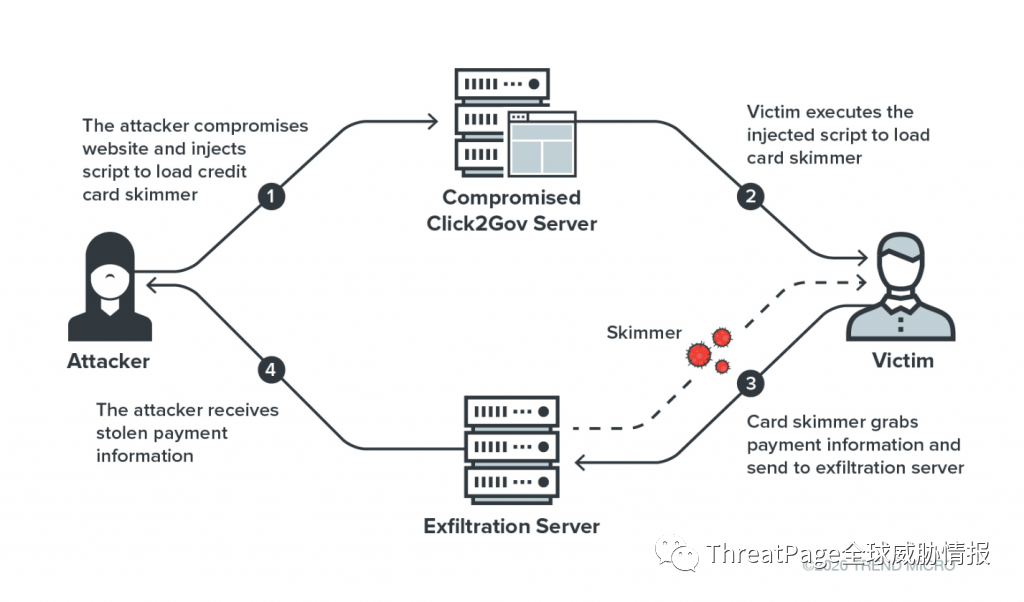 The attacker compromises
website and injects
script to load credit
card skimmer
1
Compromised
Click2Gov Server
Victim executes the
injected script to load
card skimmer
2
Attacker
Skimmer
Victim
4
3
The attacker receives
stolen payment
information
Card skimmer grabs
payment information and
send to exfiltration server
Exfiltration Server
ThreatPage全球威胁情报
©2020 TREND MICRO